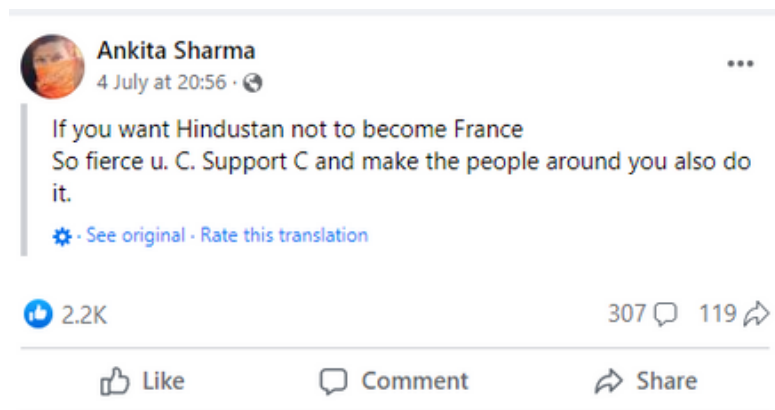 Ankita Sharma
4 July at 20:56 ·
If you want Hindustan not to become France
So fierce u. C. Support C and make the people around you also do
it.
· See original · Rate this translation
2.2K 307 119
Like Comment Share